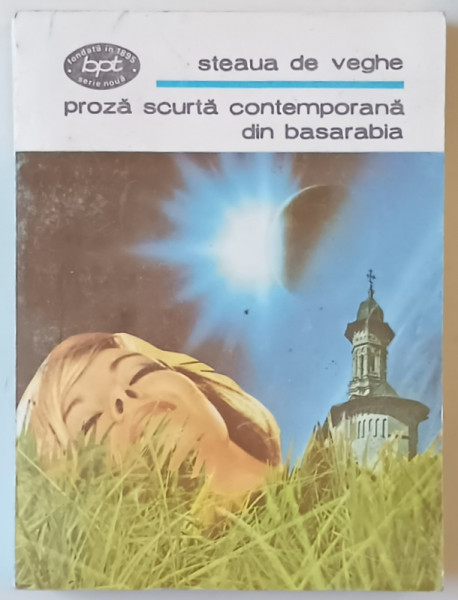 fondată în 1895
bpt
serie nouă
steaua de veghe
proză scurtă contemporană
din basarabia